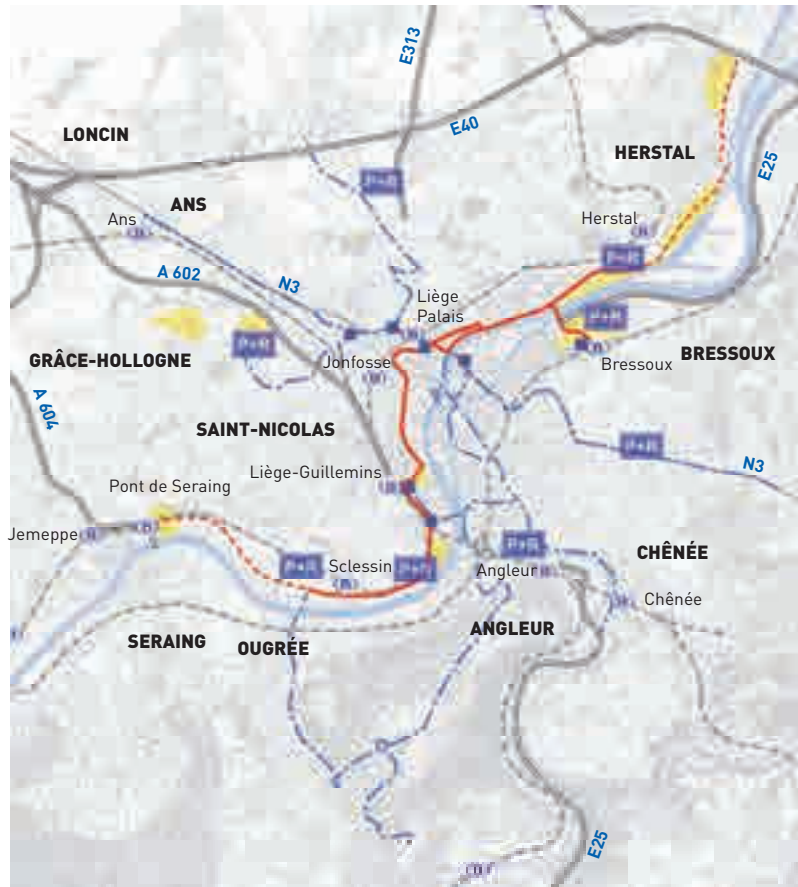 E313
E40
LONCIN
HERSTAL
E25
ANS
Ans
Herstal
P+R
A 602
N3
Liège
Palais
P+R
P+R
P+R
GRÂCE-HOLLOGNE
Jonfosse
Bressoux
BRESSOUX
A 604
SAINT-NICOLAS
P+R
N3
Liège-Guillemins
Pont de Seraing
Jemeppe
P+R
Sclessin
P+R
P+R
Angleur
CHÊNÉE
Chênée
SERAING
OUGRÉE
ANGLEUR
E25